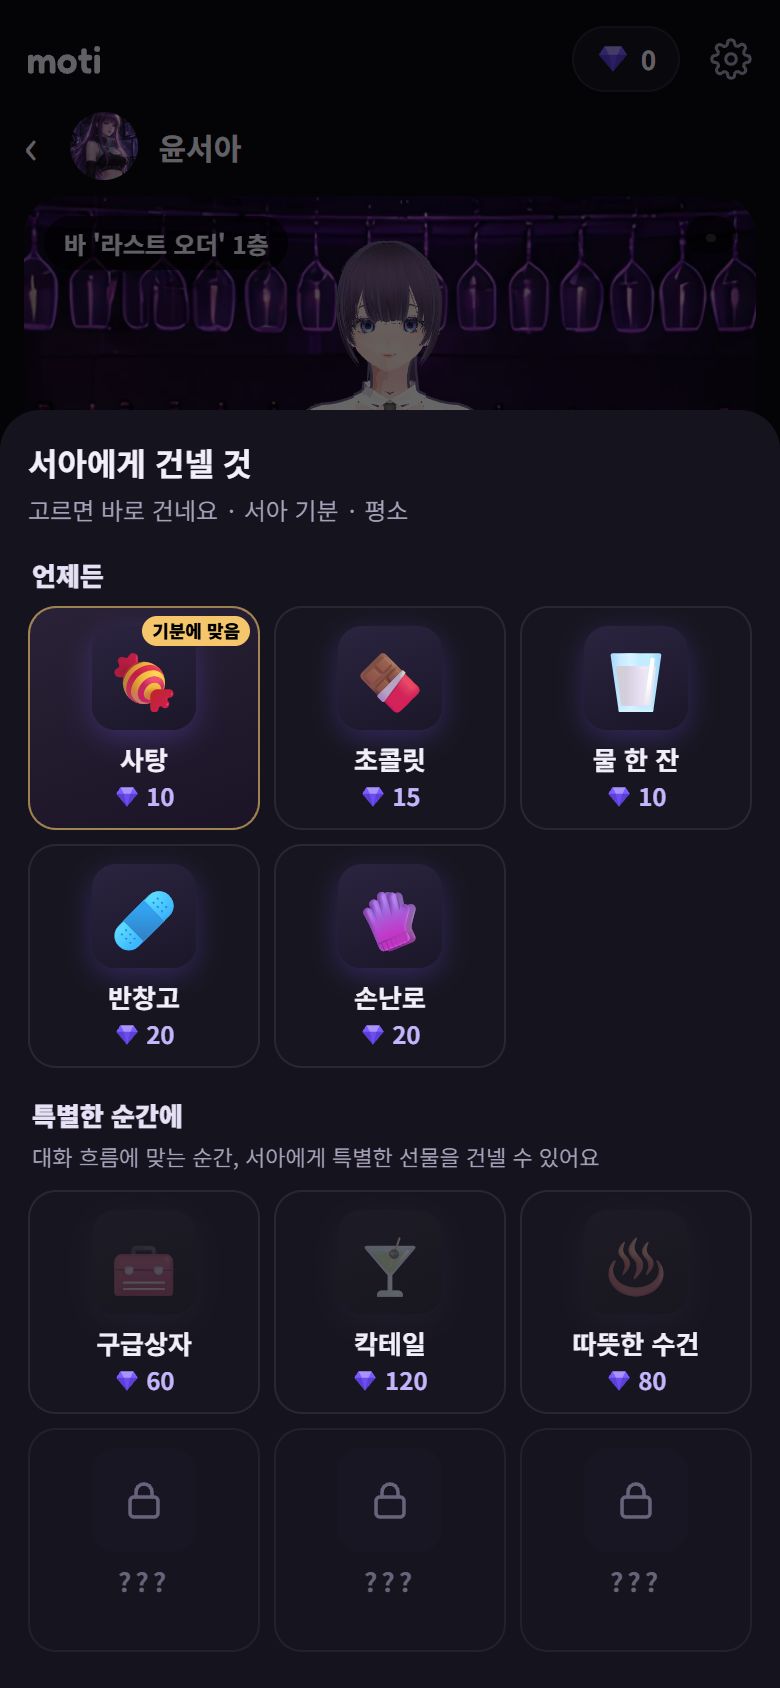 moti
0
윤서아
바 '라스트 오더' 1층
서아에게 건넬 것
고르면 바로 건네요 · 서아 기분 · 평소
언제든
기분에 맞음
사탕
10
초콜릿
15
물 한 잔
10
반창고
20
손난로
20
특별한 순간에
대화 흐름에 맞는 순간, 서아에게 특별한 선물을 건넬 수 있어요
구급상자
60
칵테일
120
따뜻한 수건
80
???
???
???